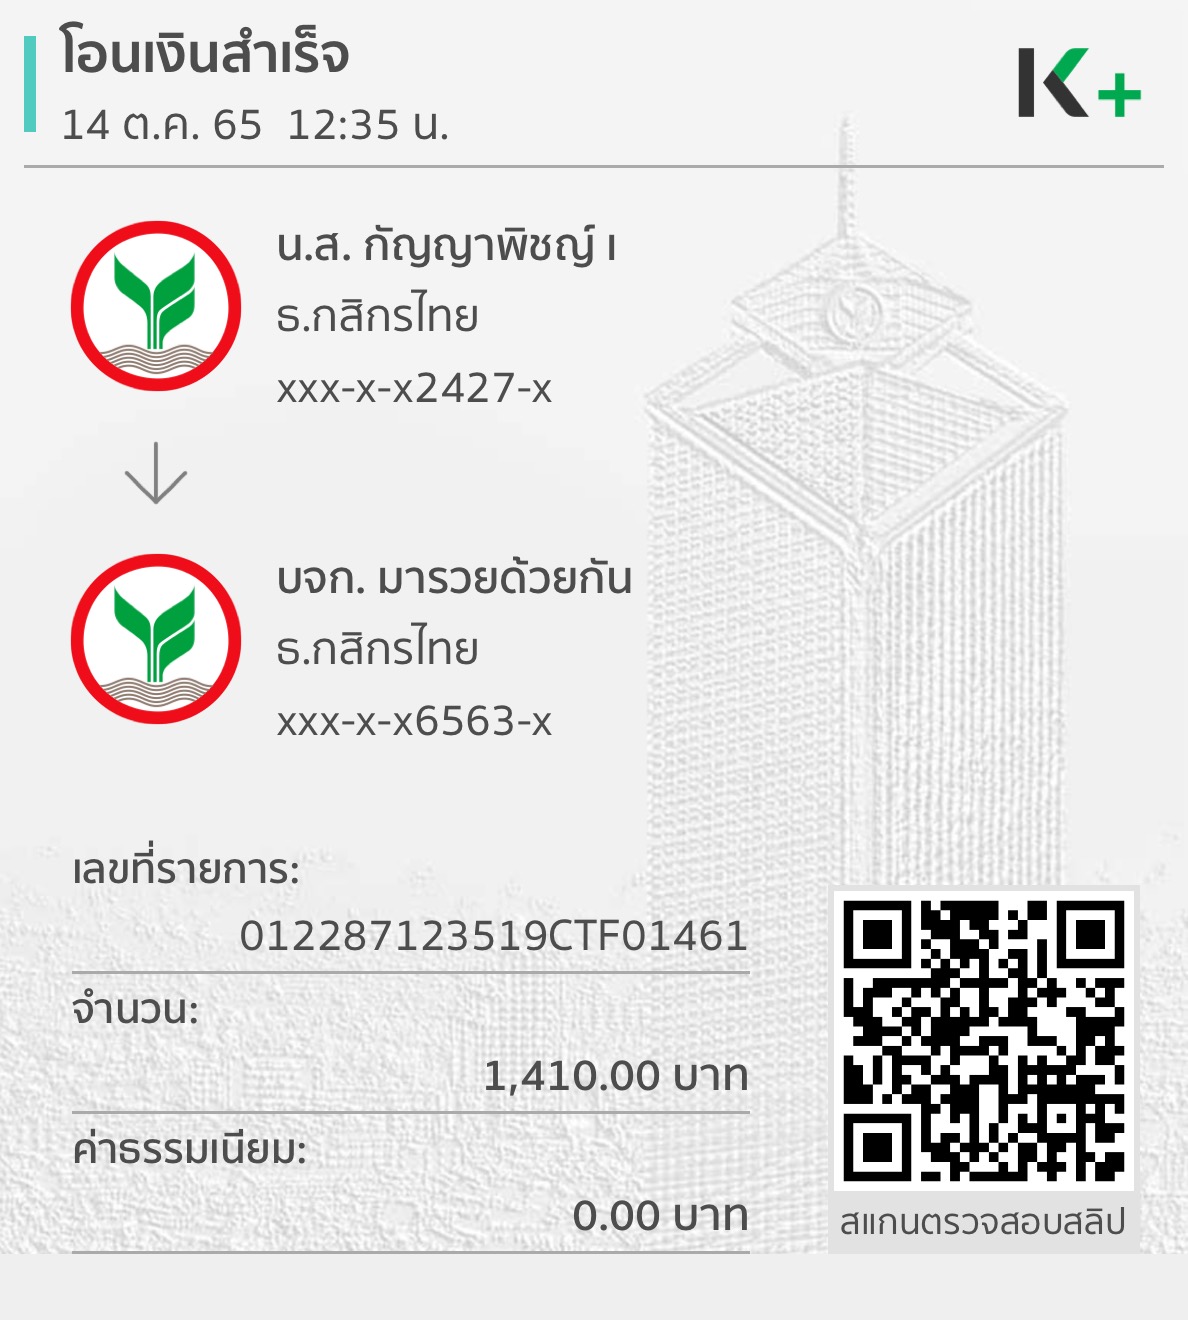 โอนเงินสำเร็จ
14 ต.ค. 65 12:35 น.
K+
น.ส. กัญญาพิชญ์ เ
ธ.กสิกรไทย
xxx-x-x2427-x
บจก. มารวยด้วยกัน
ธ.กสิกรไทย
xxx-x-x6563-x
เลขที่รายการ:
012287123519CTF01461
จำนวน:
1,410.00 บาท
ค่าธรรมเนียม:
0.00 บาท
สแกนตรวจสอบสลิป